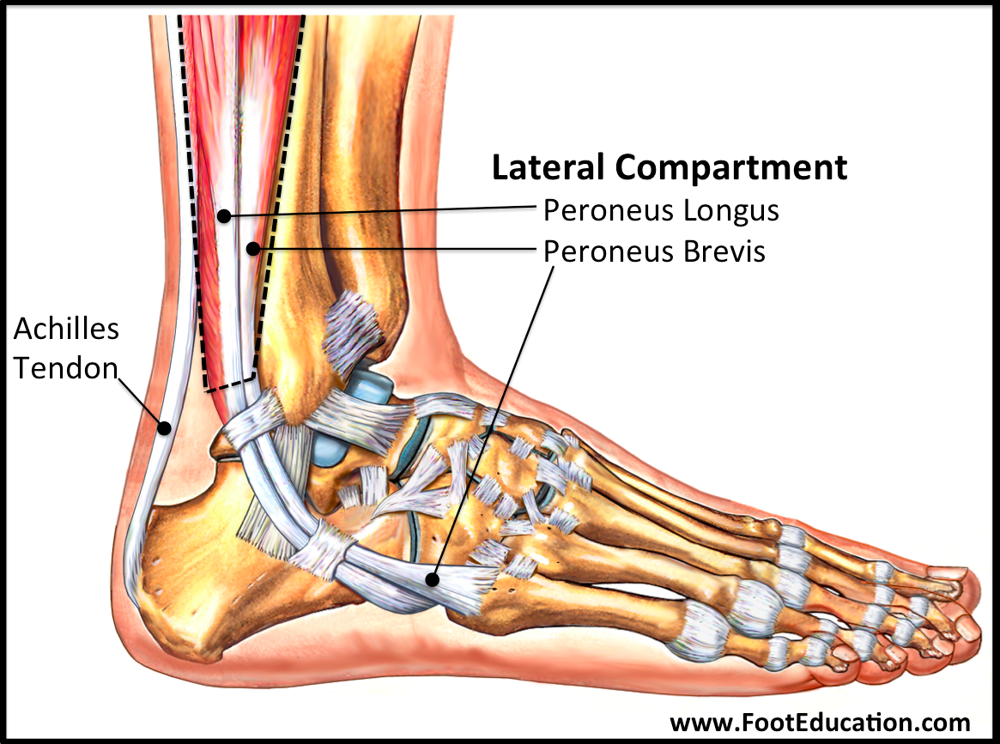 Lateral Compartment
Peroneus Longus
Peroneus Brevis
Achilles
Tendon
www.FootEducation.com